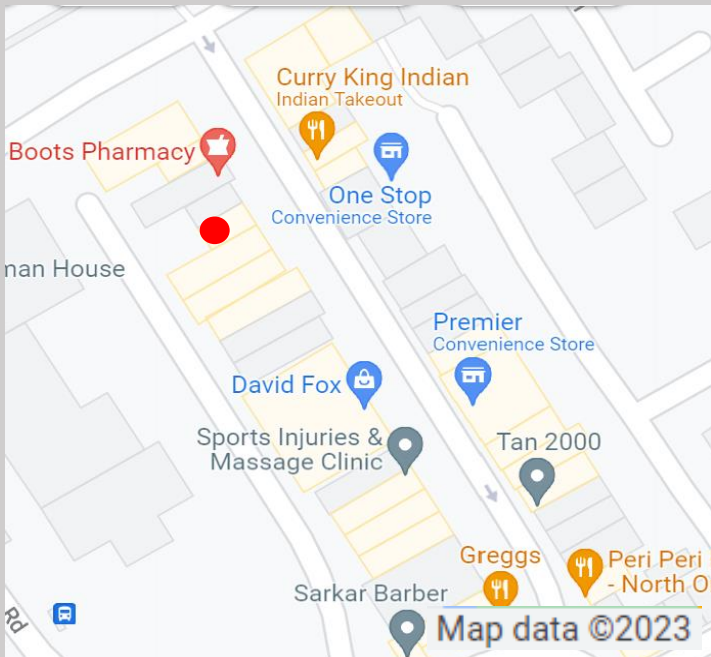 Curry King Indian
Indian Takeout
Boots Pharmacy
One Stop
Convenience Store
man House
Premier
Convenience Store
David Fox
Sports Injuries &
Massage Clinic
Tan 2000
Greggs
Peri Peri
- North O
Sarkar Barber
Rd
Map data ©2023